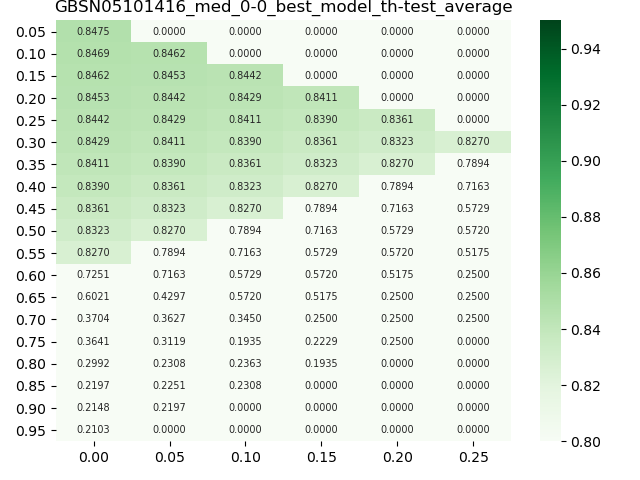 GBSN05101416_med_0-0_best_model_th-test_average
0.05 0.8475 0.0000 0.0000 0.0000 0.0000 0.0000
0.10 0.8469 0.8462 0.0000 0.0000 0.0000 0.0000
0.15 0.8462 0.8453 0.8442 0.0000 0.0000 0.0000
0.20 0.8453 0.8442 0.8429 0.8411 0.0000 0.0000
0.25 0.8442 0.8429 0.8411 0.8390 0.8361 0.0000
0.30 0.8429 0.8411 0.8390 0.8361 0.8323 0.8270
0.35 0.8411 0.8390 0.8361 0.8323 0.8270 0.7894
0.40 0.8390 0.8361 0.8323 0.8270 0.7894 0.7163
0.45 0.8361 0.8323 0.8270 0.7894 0.7163 0.5729
0.50 0.8323 0.8270 0.7894 0.7163 0.5729 0.5720
0.55 0.8270 0.7894 0.7163 0.5729 0.5720 0.5175
0.60 0.7251 0.7163 0.5729 0.5720 0.5175 0.2500
0.65 0.6021 0.4297 0.5720 0.5175 0.2500 0.2500
0.70 0.3704 0.3627 0.3450 0.2500 0.2500 0.0000
0.75 0.3641 0.3119 0.1935 0.2229 0.2500 0.0000
0.80 0.2992 0.2308 0.2363 0.1935 0.0000 0.0000
0.85 0.2197 0.2251 0.2308 0.0000 0.0000 0.0000
0.90 0.2148 0.2197 0.0000 0.0000 0.0000 0.0000
0.95 0.2103 0.0000 0.0000 0.0000 0.0000 0.0000
0.00 0.05 0.10 0.15 0.20 0.25
0.94
0.92
0.90
0.88
0.86
0.84
0.82
0.80